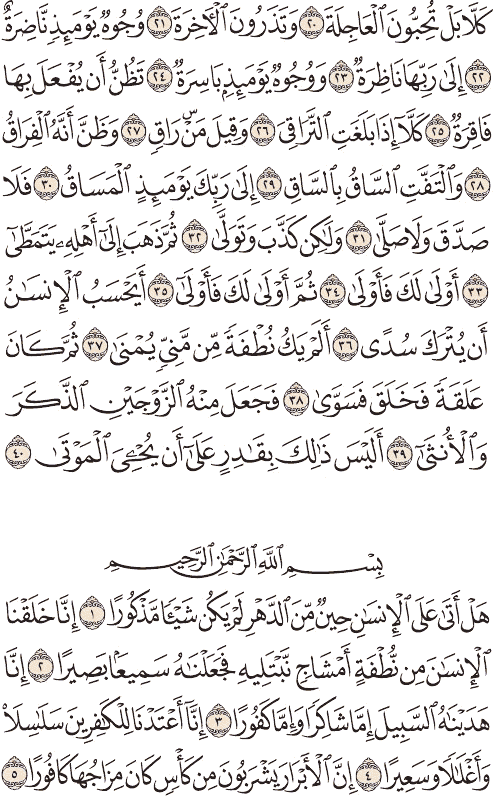 كَلَّا بَلْ تُحِبُّونَ ٱلْعَاجِلَةَ ٢٠ وَتَذَرُونَ ٱلْـَٔاخِرَةَ ٢١ وُجُوهٌ يَوْمَئِذٍ نَّاضِرَةٌ
٢٢ إِلَىٰ رَبِّهَا نَاظِرَةٌ ٢٣ وَوُجُوهٌ يَوْمَئِذٍۭ بَاسِرَةٌ ٢٤ تَظُنُّ أَن يُفْعَلَ بِهَا
فَاقِرَةٌ ٢٥ كَلَّآ إِذَا بَلَغَتِ ٱلتَّرَاقِىَ ٢٦ وَقِيلَ مَنْۜ رَاقٍ ٢٧ وَظَنَّ أَنَّهُ ٱلْفِرَاقُ
٢٨ وَٱلْتَفَّتِ ٱلسَّاقُ بِٱلسَّاقِ ٢٩ إِلَىٰ رَبِّكَ يَوْمَئِذٍ ٱلْمَسَاقُ ٣٠ فَلَا
صَدَّقَ وَلَا صَلَّىٰ ٣١ وَلَـٰكِن كَذَّبَ وَتَوَلَّىٰ ٣٢ ثُمَّ ذَهَبَ إِلَىٰٓ أَهْلِهِۦ يَتَمَطَّىٰٓ
٣٣ أَوْلَىٰ لَكَ فَأَوْلَىٰ ٣٤ ثُمَّ أَوْلَىٰ لَكَ فَأَوْلَىٰٓ ٣٥ أَيَحْسَبُ ٱلْإِنسَـٰنُ
أَن يُتْرَكَ سُدًى ٣٦ أَلَمْ يَكُ نُطْفَةً مِّن مَّنِىٍّ يُمْنَىٰ ٣٧ ثُمَّ كَانَ
عَلَقَةً فَخَلَقَ فَسَوَّىٰ ٣٨ فَجَعَلَ مِنْهُ ٱلزَّوْجَيْنِ ٱلذَّكَرَ
وَٱلْأُنثَىٰٓ ٣٩ أَلَيْسَ ذَٰلِكَ بِقَـٰدِرٍ عَلَىٰٓ أَن يُحْـِۧىَ ٱلْمَوْتَىٰ ٤٠
بِسْمِ ٱللَّهِ ٱلرَّحْمَـٰنِ ٱلرَّحِيمِ
هَلْ أَتَىٰ عَلَى ٱلْإِنسَـٰنِ حِينٌ مِّنَ ٱلدَّهْرِ لَمْ يَكُن شَيْـًٔا مَّذْكُورًا ١ إِنَّا خَلَقْنَا
ٱلْإِنسَـٰنَ مِن نُّطْفَةٍ أَمْشَاجٍ نَّبْتَلِيهِ فَجَعَلْنَـٰهُ سَمِيعًۢا بَصِيرًا ٢ إِنَّا
هَدَيْنَـٰهُ ٱلسَّبِيلَ إِمَّا شَاكِرًا وَإِمَّا كَفُورًا ٣ إِنَّآ أَعْتَدْنَا لِلْكَـٰفِرِينَ سَلَـٰسِلَا۟
وَأَغْلَـٰلًا وَسَعِيرًا ٤ إِنَّ ٱلْأَبْرَارَ يَشْرَبُونَ مِن كَأْسٍ كَانَ مِزَاجُهَا كَافُورًا ٥